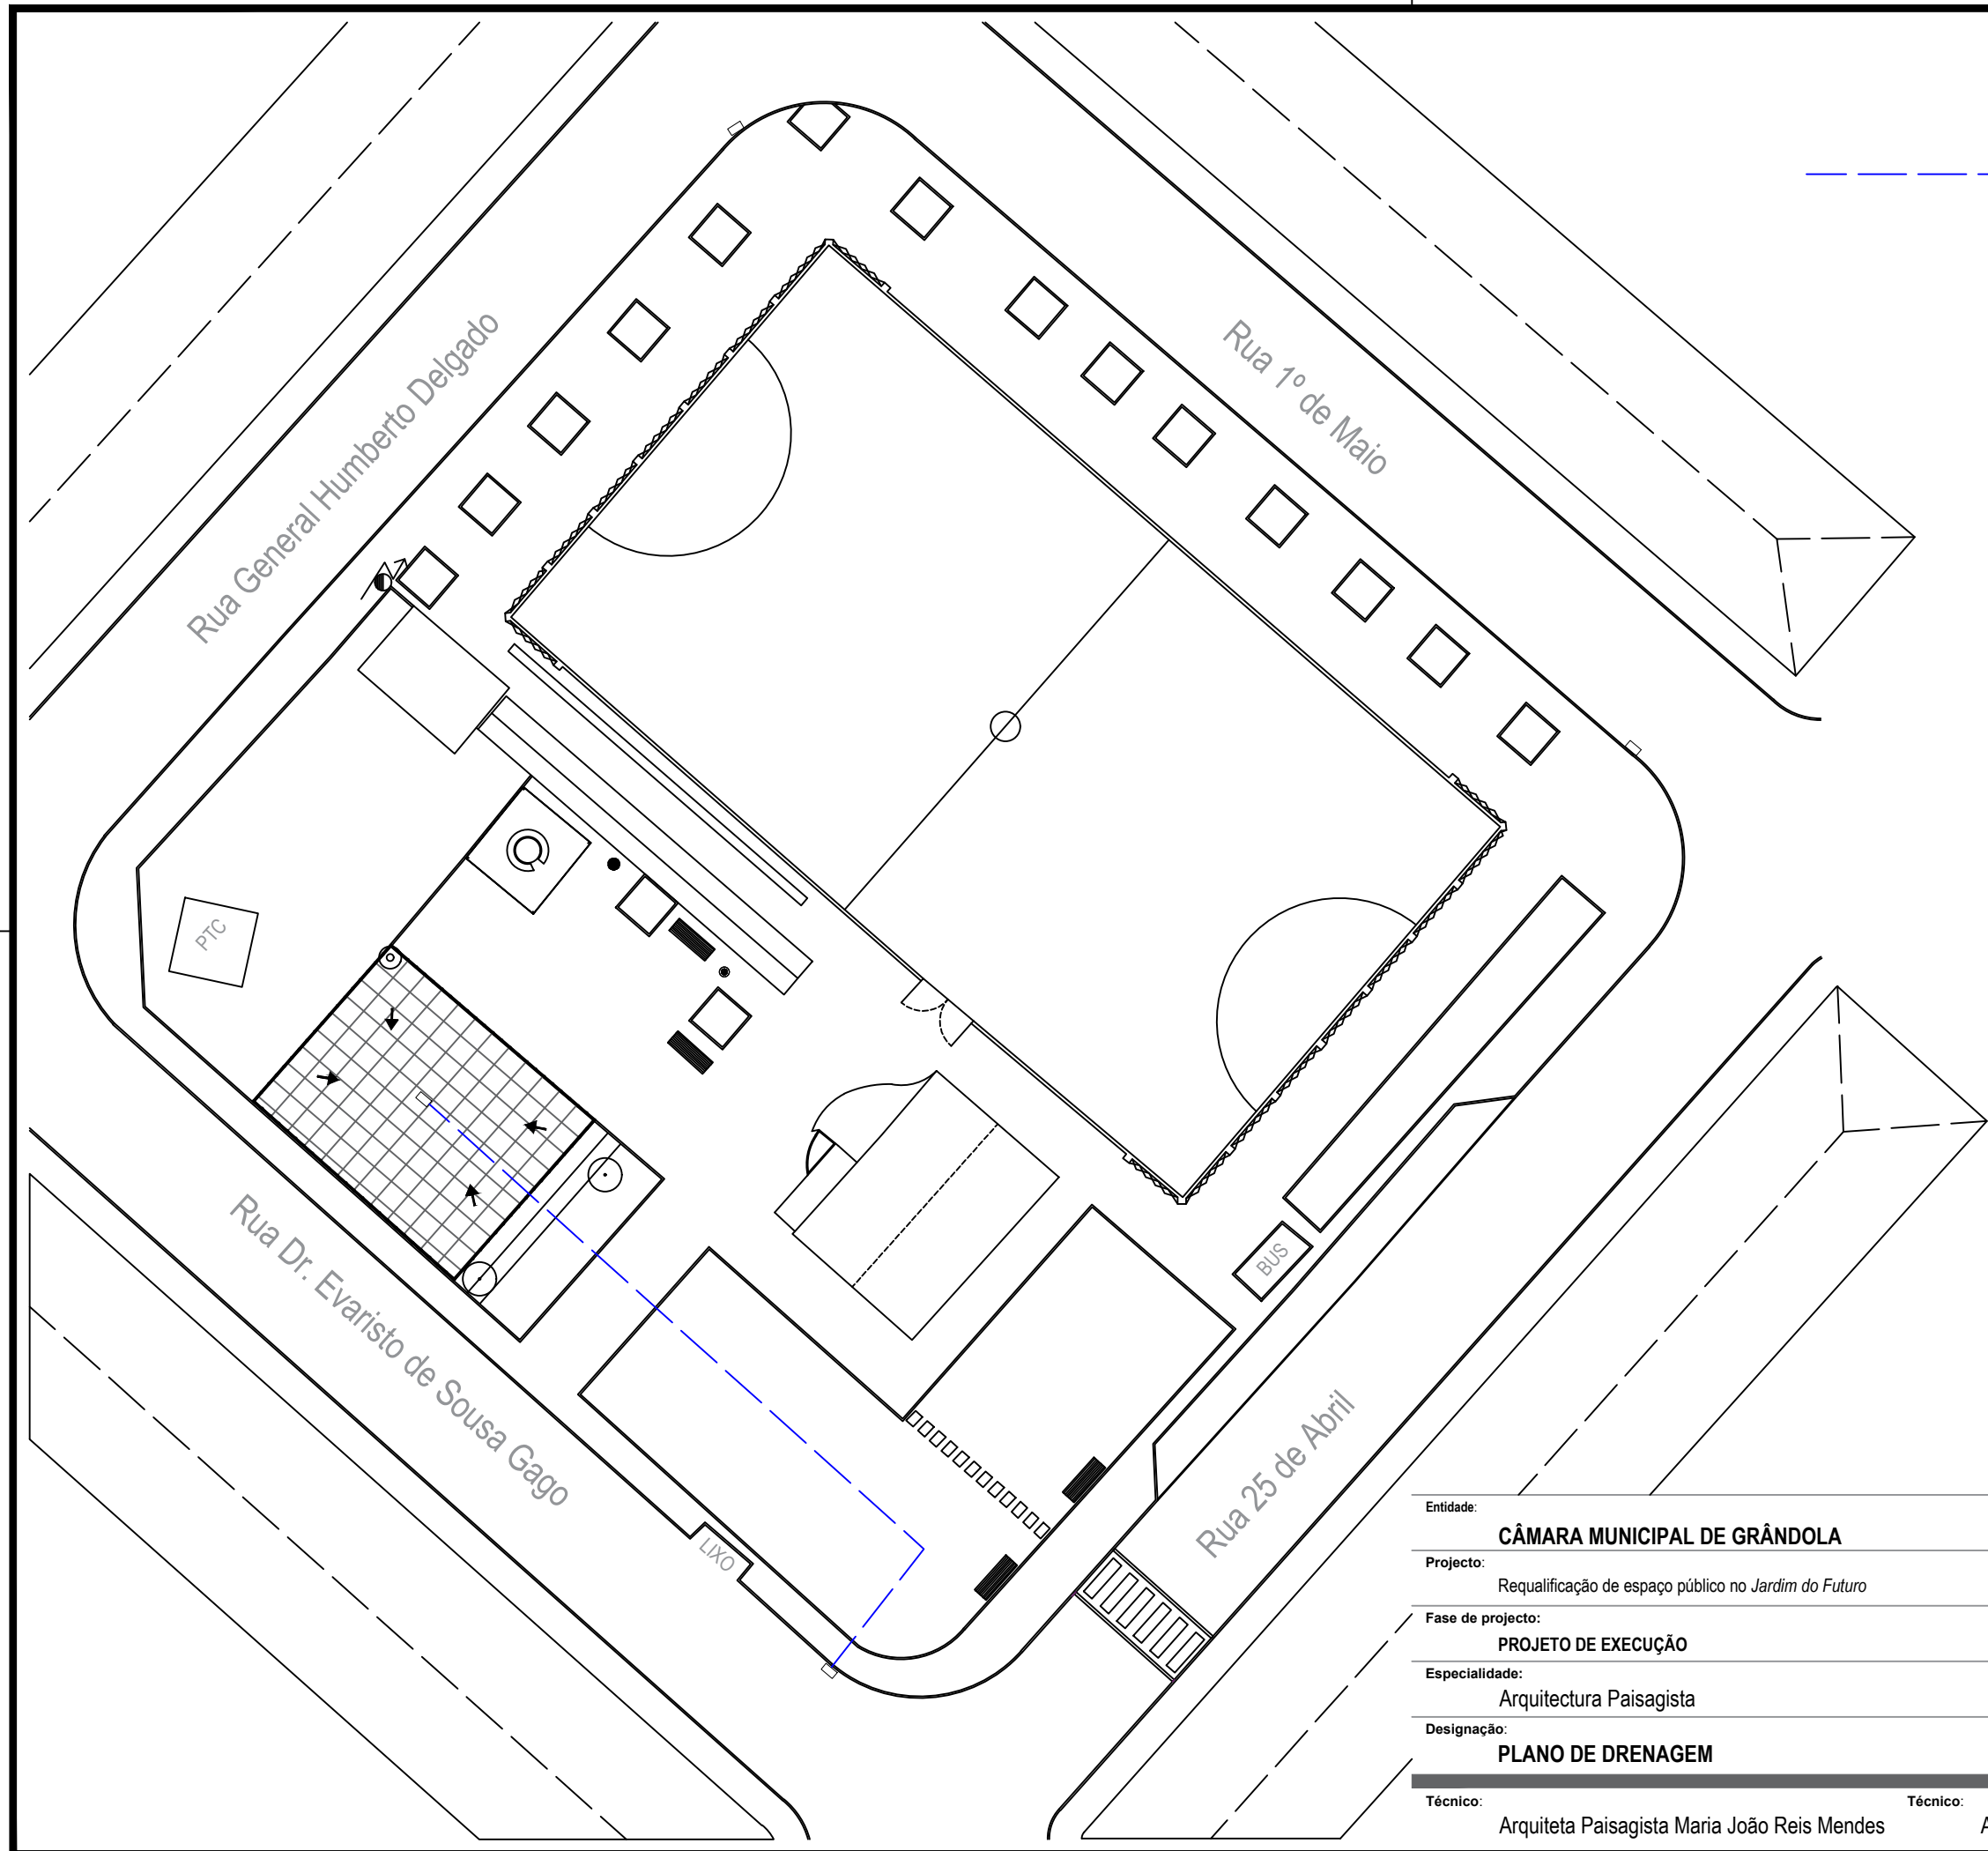 Rua General Humberto Delgado
Rua 1º de Maio
PTC
BUS
Rua Dr. Evaristo de Sousa Gago
LIXO
Rua 25 de Abril
Entidade:
CÂMARA MUNICIPAL DE GRÂNDOLA
Projecto:
Requalificação de espaço público no Jardim do Futuro
Fase de projecto:
PROJETO DE EXECUÇÃO
Especialidade:
Arquitectura Paisagista
Designação:
PLANO DE DRENAGEM
Técnico: Técnico:
Arquiteta Paisagista Maria João Reis Mendes